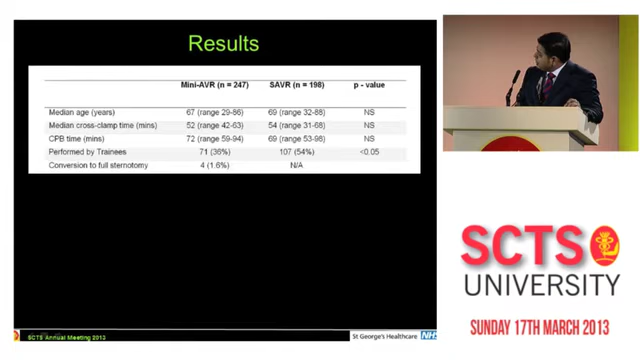 Results
Mini-AVR (n = 247) SAVR (n = 198) p - value
Median age (years) 67 (range 29-86) 69 (range 32-88) NS
Median cross-clamp time (mins) 52 (range 42-63) 54 (range 31-68) NS
CPB time (mins) 72 (range 59-94) 69 (range 53-98) NS
Performed by Trainees 71 (36%) 107 (54%) <0.05
Conversion to full sternotomy 4 (1.6%) N/A
SCTS Annual Meeting 2013
St George's Healthcare NHS
SCTS
UNIVERSITY
SUNDAY 17TH MARCH 2013